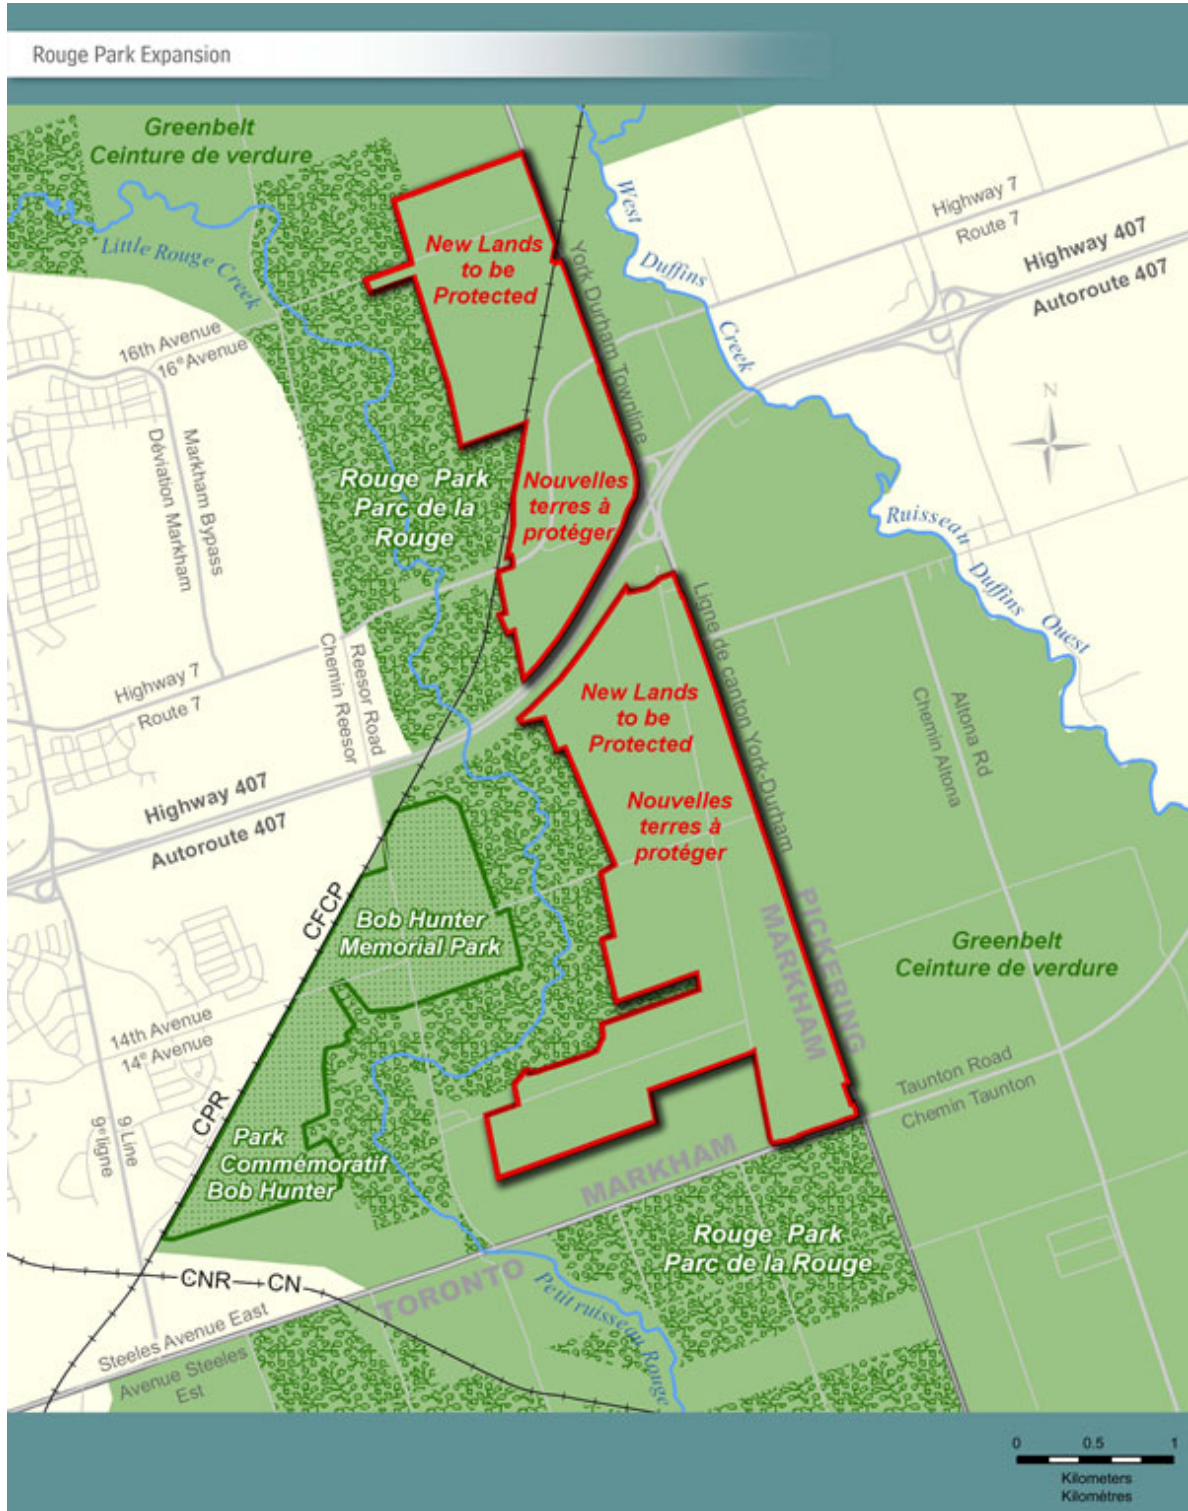 Rouge Park Expansion
Greenbelt
Ceinture de verdure
Little Rouge Creek
New Lands
to be
Protected
West Duffins Creek
York Durham Townline
Highway 7
Route 7
Highway 407
Autoroute 407
N
16th Avenue
16e Avenue
Markham Bypass
Déviation Markham
Rouge Park
Parc de la
Rouge
Nouvelles
terres à
protéger
Ruisseau Duffins Ouest
Ligne de canton York-Durham
Highway 7
Route 7
Reesor Road
Chemin Reesor
New Lands
to be
Protected
Nouvelles
terres à
protéger
Altona Rd
Chemin Altona
Highway 407
Autoroute 407
CFCP
Bob Hunter
Memorial Park
PICKERING
MARKHAM
Greenbelt
Ceinture de verdure
14th Avenue
14e Avenue
Taunton Road
Chemin Taunton
CPR
9 Line
9e ligne
Park
Commémoratif
Bob Hunter
MARKHAM
Rouge Park
Parc de la Rouge
CNR
CN
TORONTO
Petit ruisseau Rouge
Steeles Avenue East
Avenue Steeles
Est
0 0.5 1
Kilometers
Kilomètres